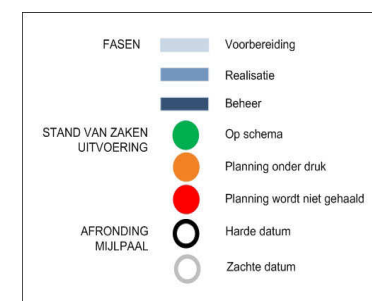 FASEN Voorbereiding
Realisatie
Beheer
STAND VAN ZAKEN Op schema
UITVOERING
Planning onder druk
Planning wordt niet gehaald
AFRONDING Harde datum
MIJLPAAL
Zachte datum